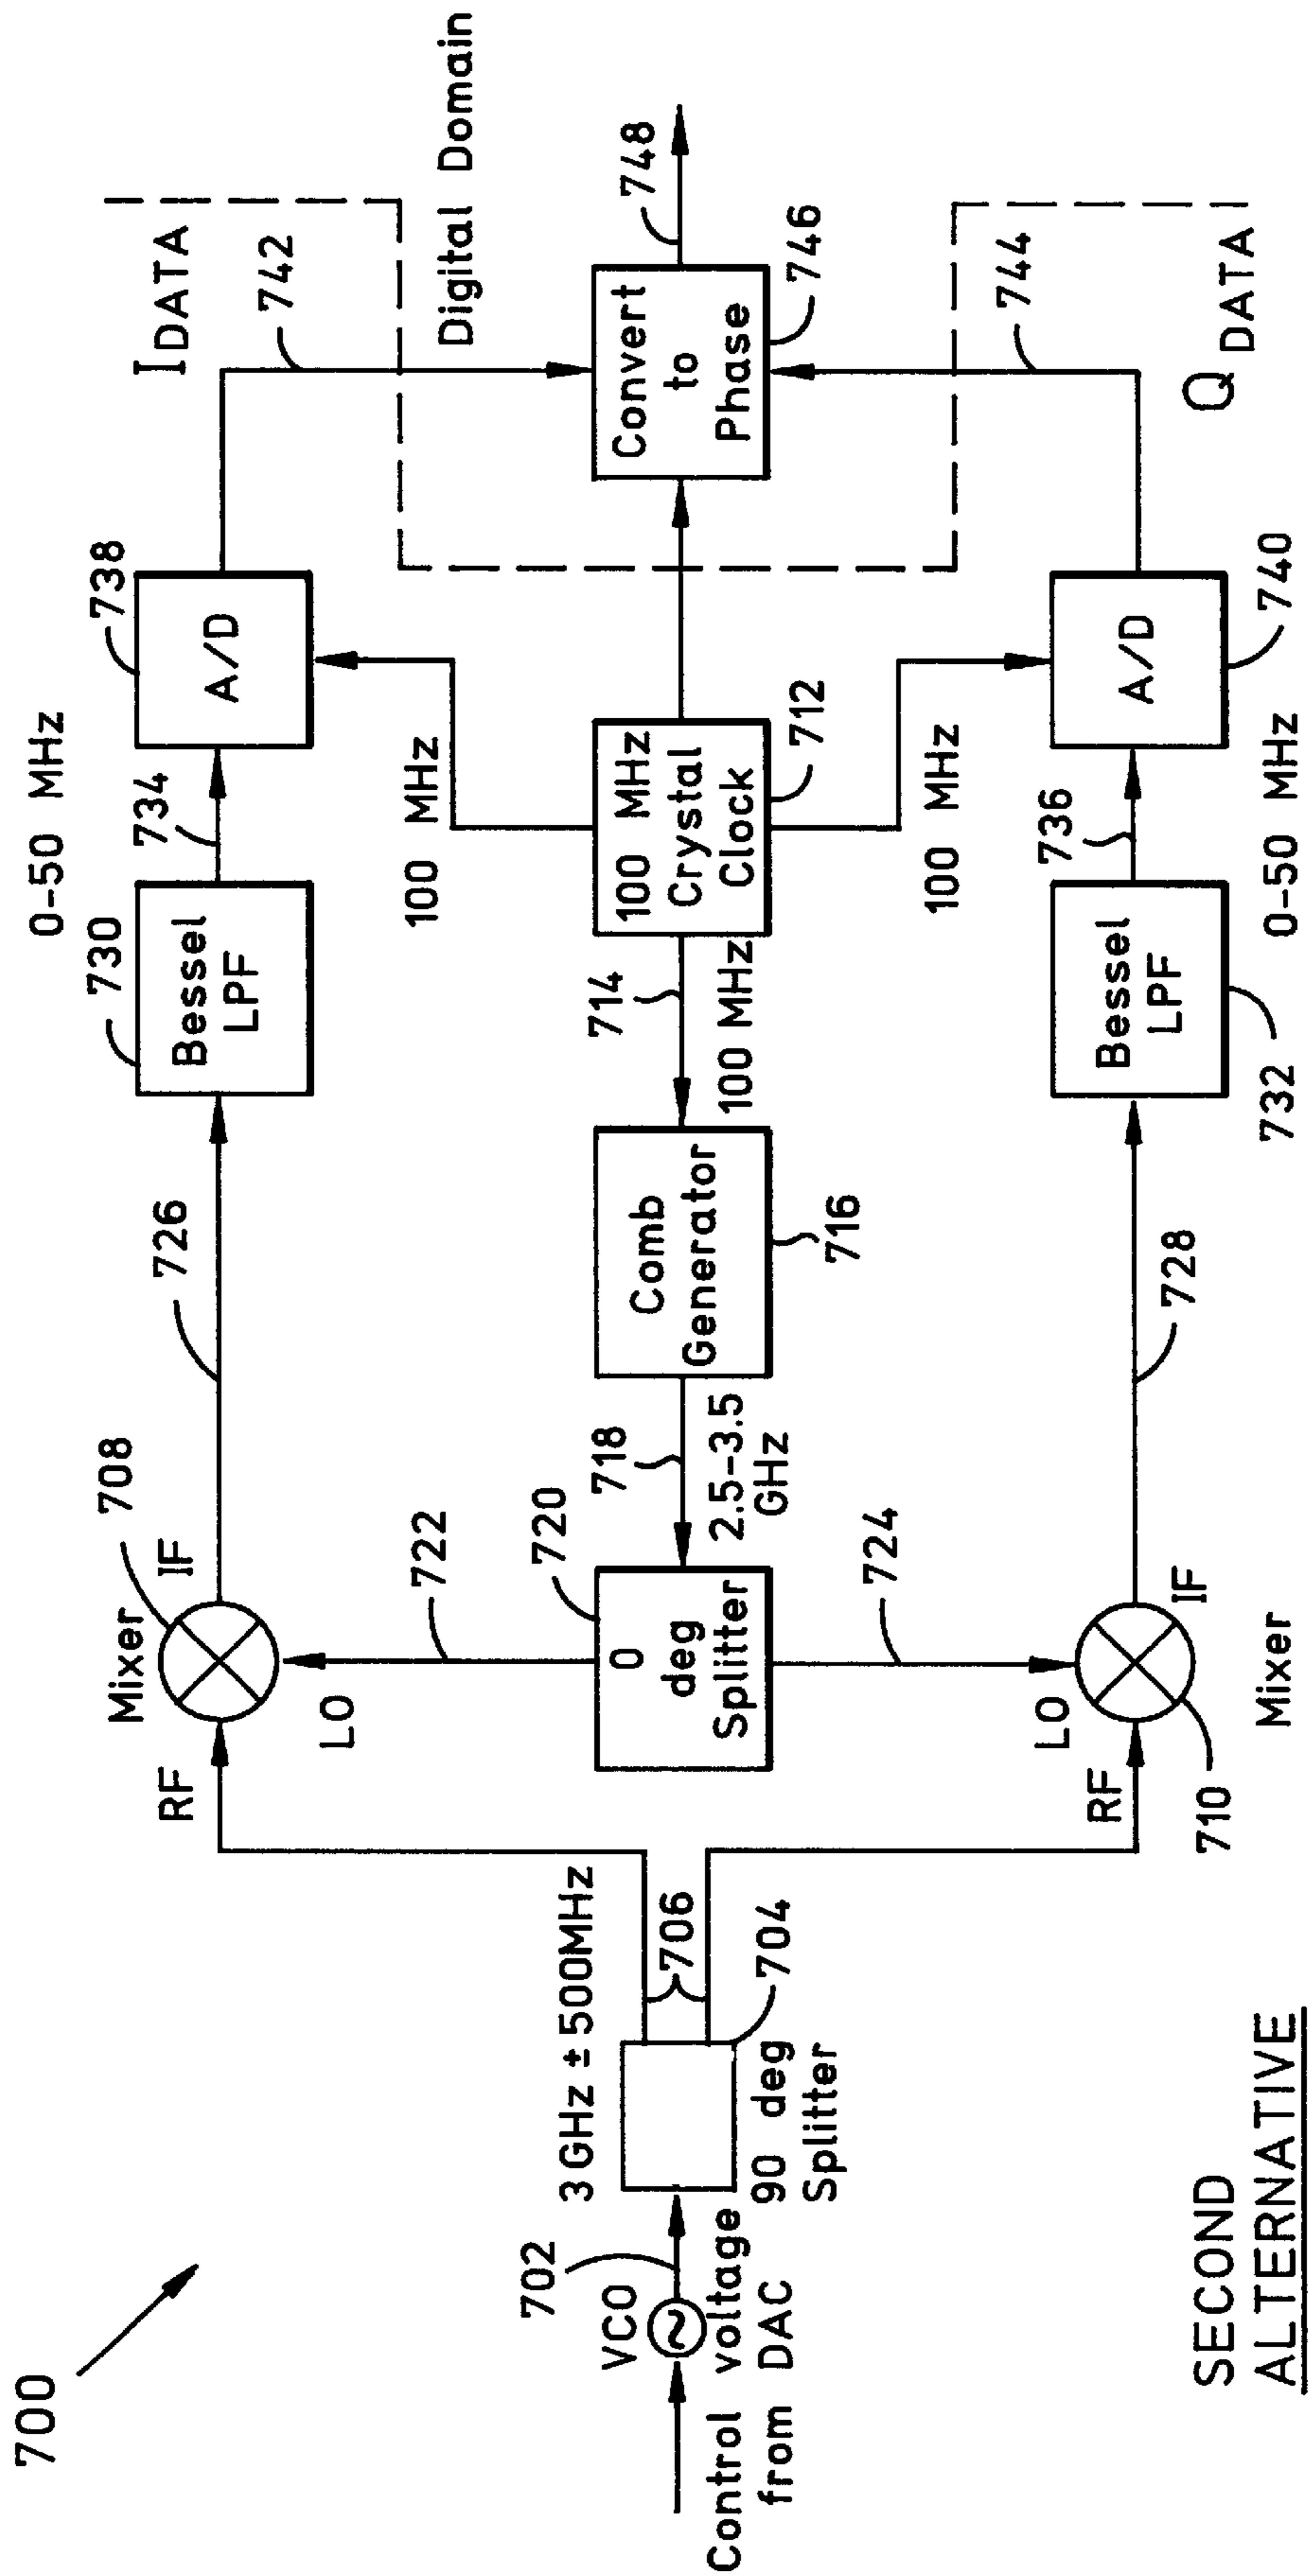 700
702
VCO
Control voltage
from DAC
3GHz ± 500MHz
706
704
90 deg
Splitter
RF
Mixer
708
IF
LO
722
720
0
deg
Splitter
724
LO
RF
710
IF
Mixer
726
718
2.5-3.5
GHz
Comb
Generator
716
728
730
Bessel
LPF
0-50 MHz
734
714
100 MHz
100 MHz
Crystal
Clock
712
100 MHz
100 MHz
732
Bessel
LPF
736
0-50 MHz
738
A/D
740
A/D
IDATA
742
Digital Domain
Convert
to
Phase
746
748
744
QDATA
SECOND
ALTERNATIVE